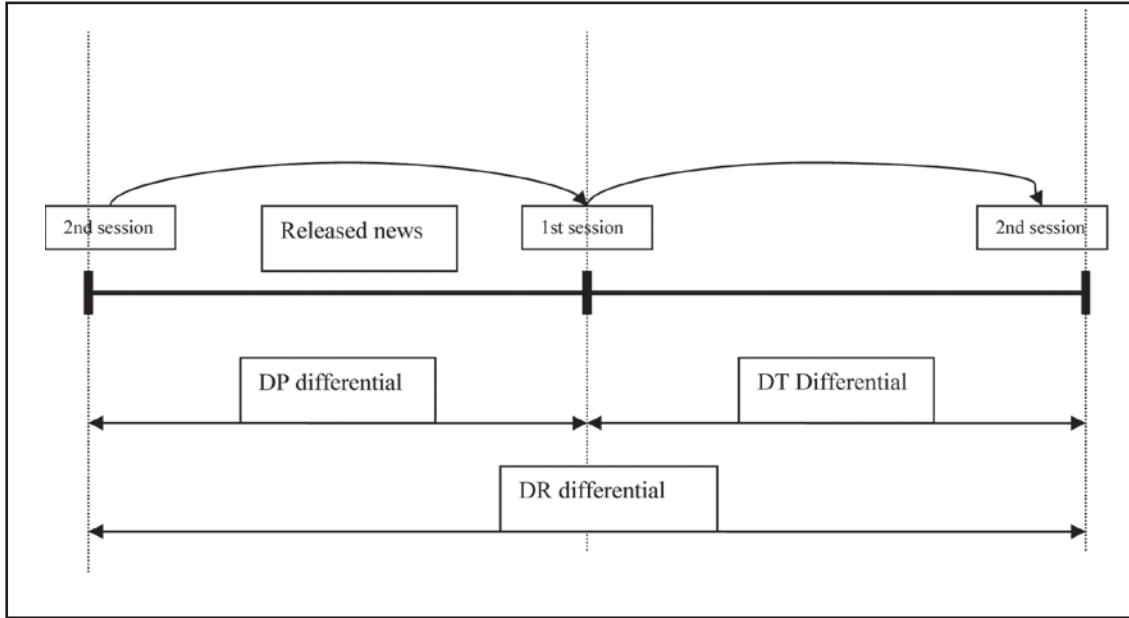 2nd session
Released news
1st session
2nd session
DP differential
DT Differential
DR differential